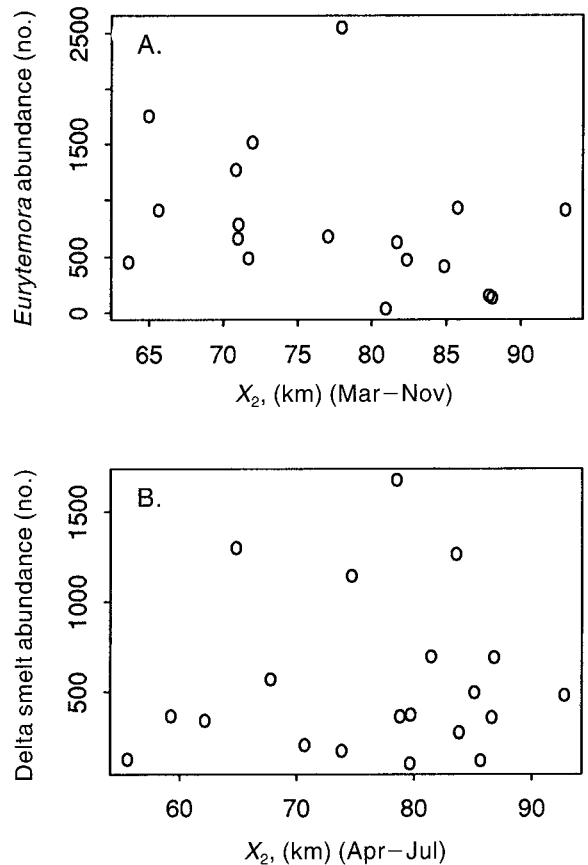 A.
Eurytemora abundance (no.)
2500
1500
500
0
65 70 75 80 85 90
X₂, (km) (Mar–Nov)
B.
Delta smelt abundance (no.)
1500
1000
500
60 70 80 90
X₂, (km) (Apr–Jul)